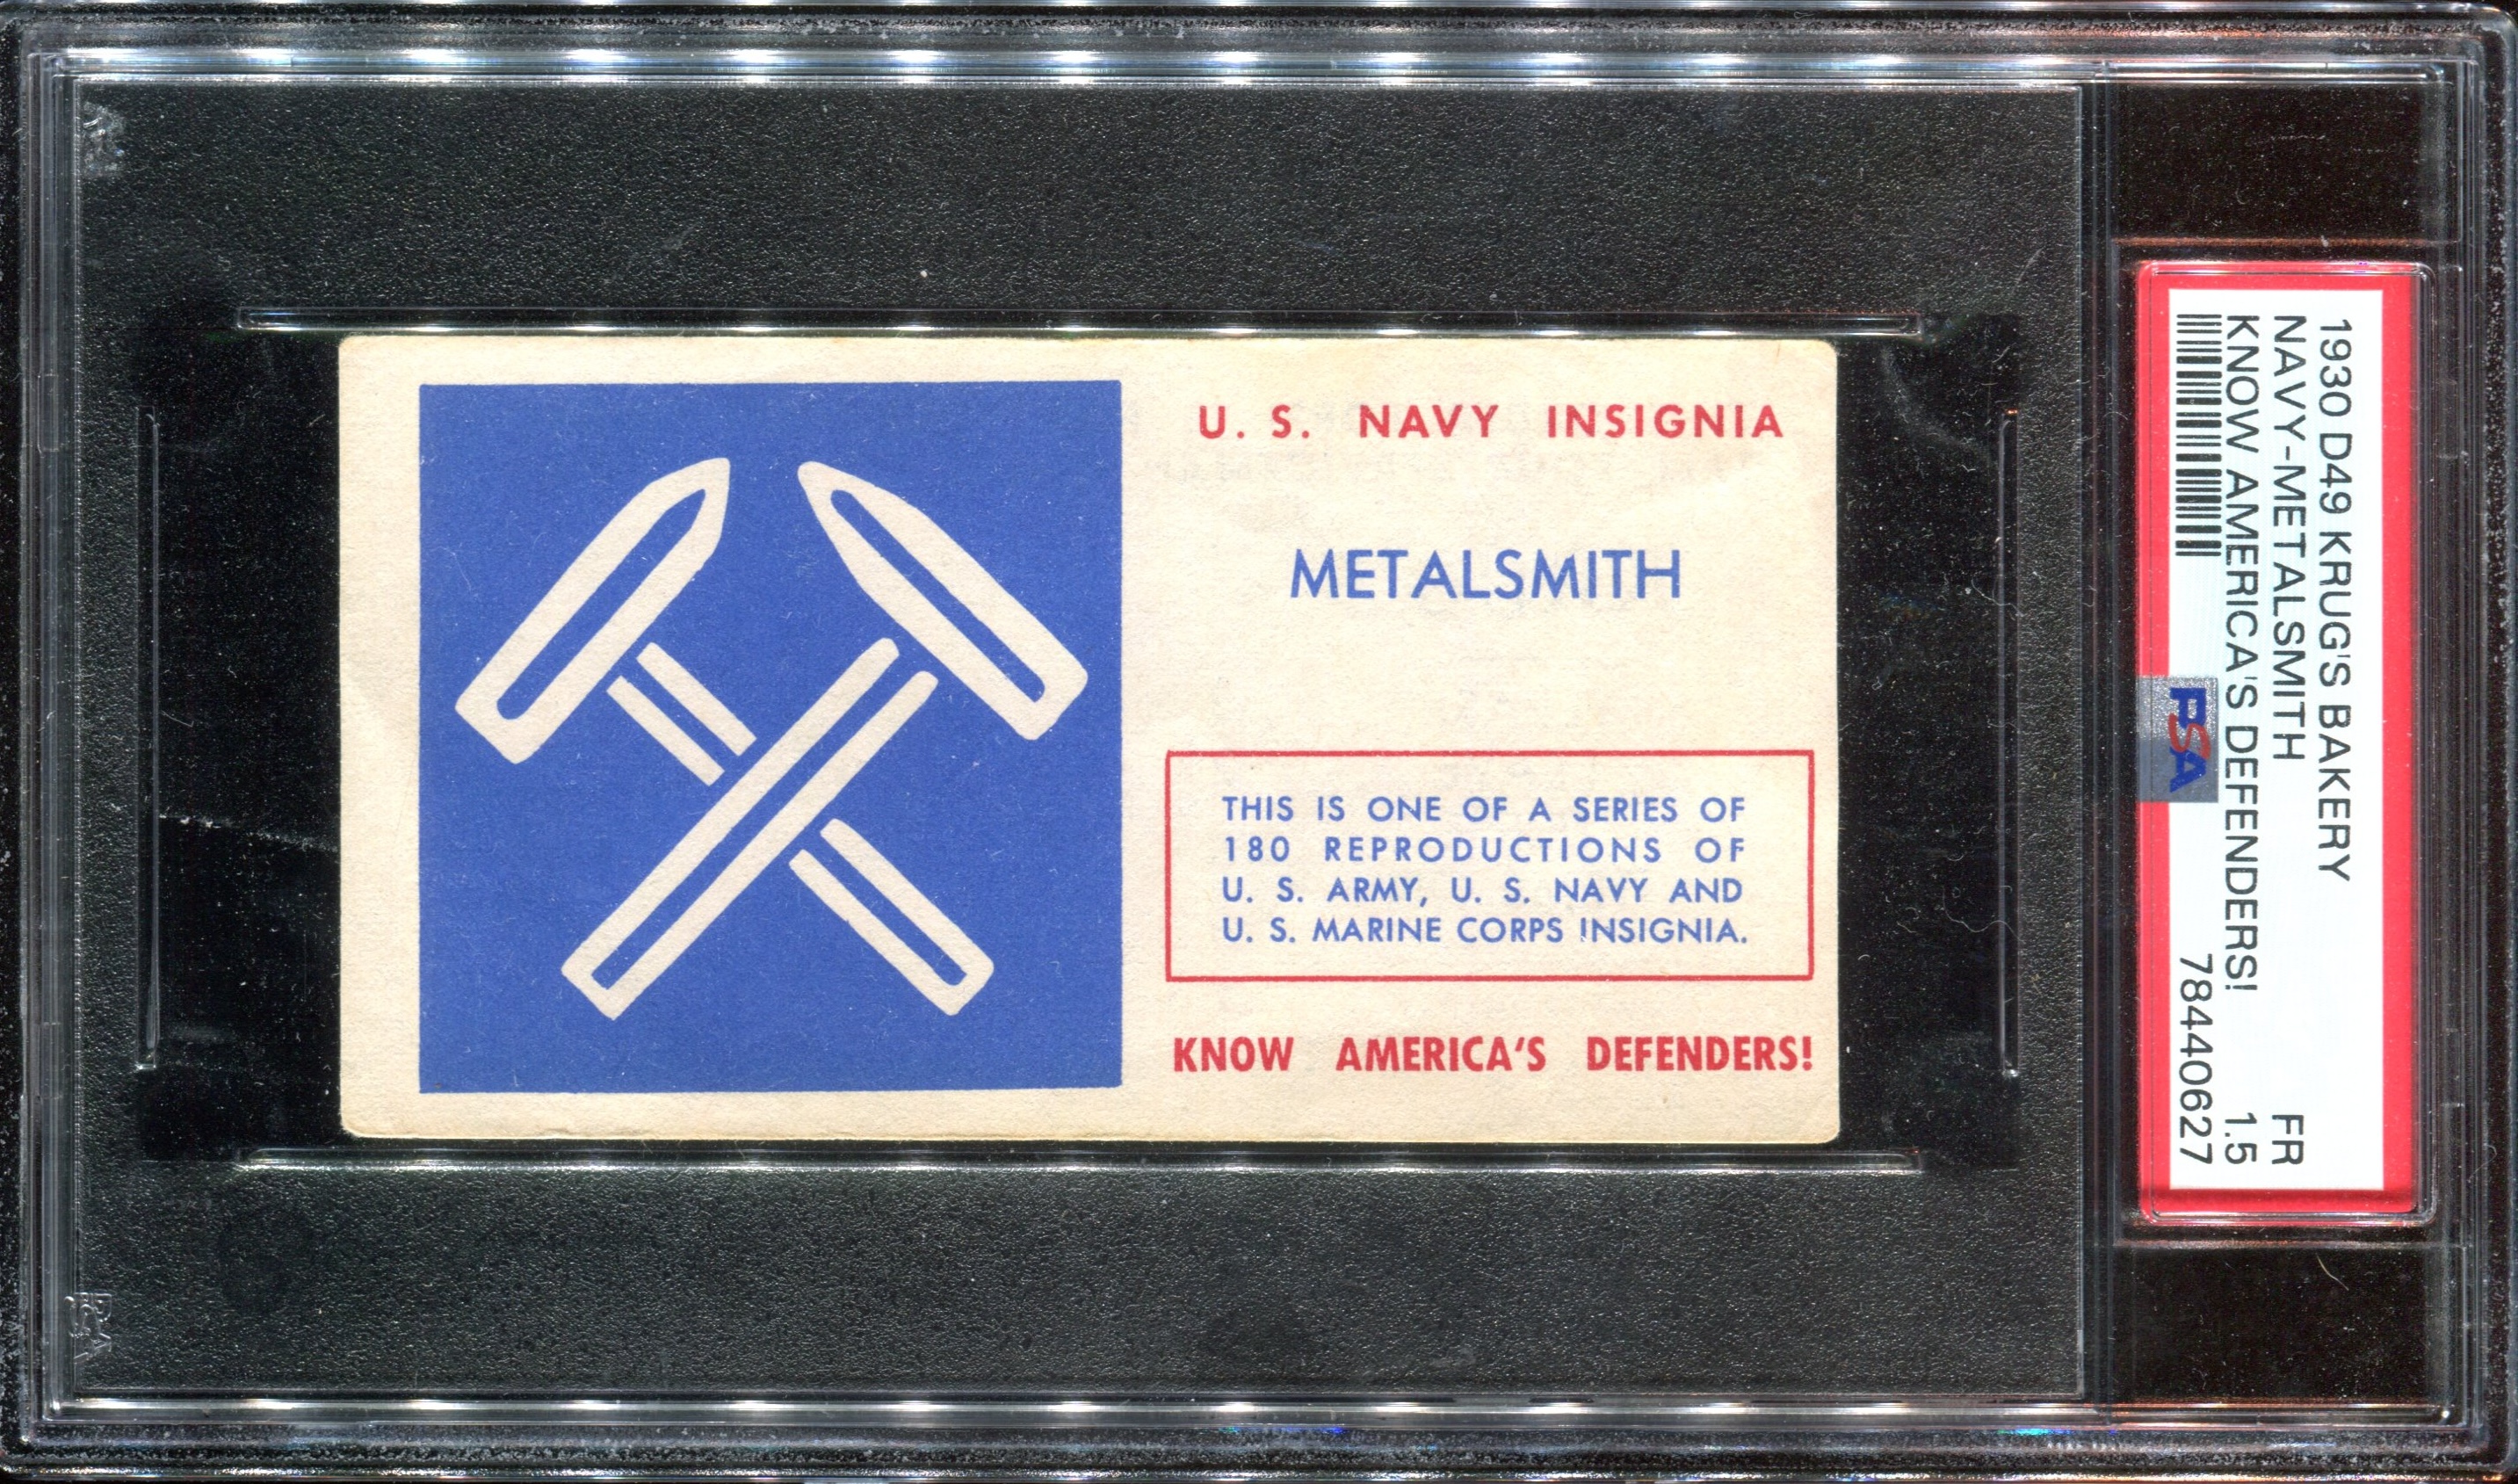 U. S. NAVY INSIGNIA
METALSMITH
THIS IS ONE OF A SERIES OF
180 REPRODUCTIONS OF
U. S. ARMY, U. S. NAVY AND
U. S. MARINE CORPS INSIGNIA.
KNOW AMERICA'S DEFENDERS!
1930 D49 KRUG'S BAKERY
NAVY-METALSMITH FR
KNOW AMERICA'S DEFENDERS! 1.5
78440627
PSA
PSA